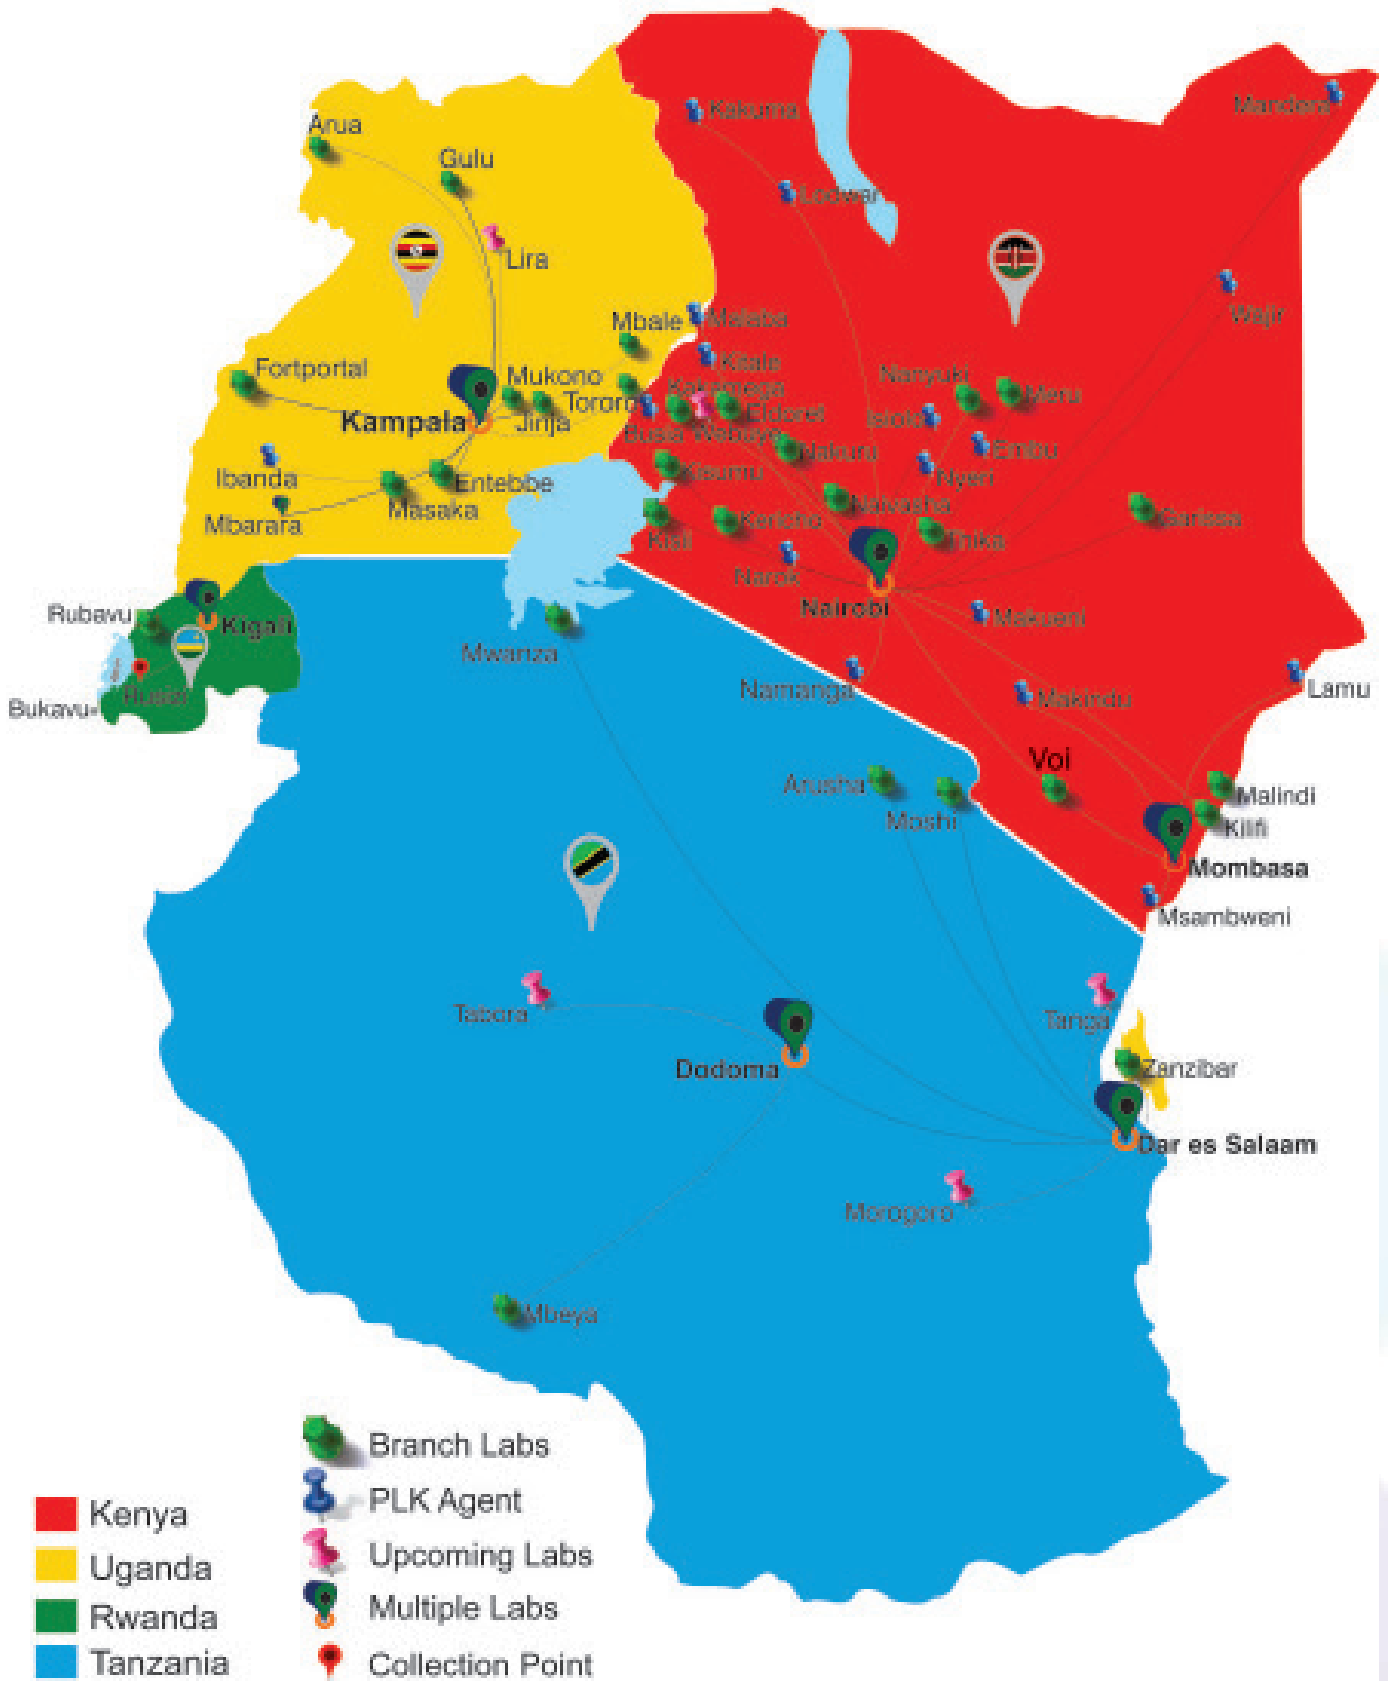 Kakuma
Mandera
Arua
Gulu
Lodwar
Lira
Wajir
Malaba
Mbale
Kitale
Fortportal
Mukono
Kakamega
Nanyuki
Meru
Tororo
Eldoret
Kampala
Jinja
Isiolo
Busia
Webuye
Embu
Nakuru
Kisumu
Nyeri
Ibanda
Entebbe
Masaka
Naivasha
Mbarara
Kericho
Garissa
Kisii
Thika
Narok
Nairobi
Rubavu
Kigali
Makueni
Mwanza
Namanga
Rusizi
Makindu
Lamu
Bukavu
Voi
Arusha
Malindi
Moshi
Kilifi
Mombasa
Msambweni
Tabora
Tanga
Dodoma
Zanzibar
Dar es Salaam
Morogoro
Mbeya
Branch Labs
PLK Agent
Upcoming Labs
Multiple Labs
Collection Point
Kenya
Uganda
Rwanda
Tanzania